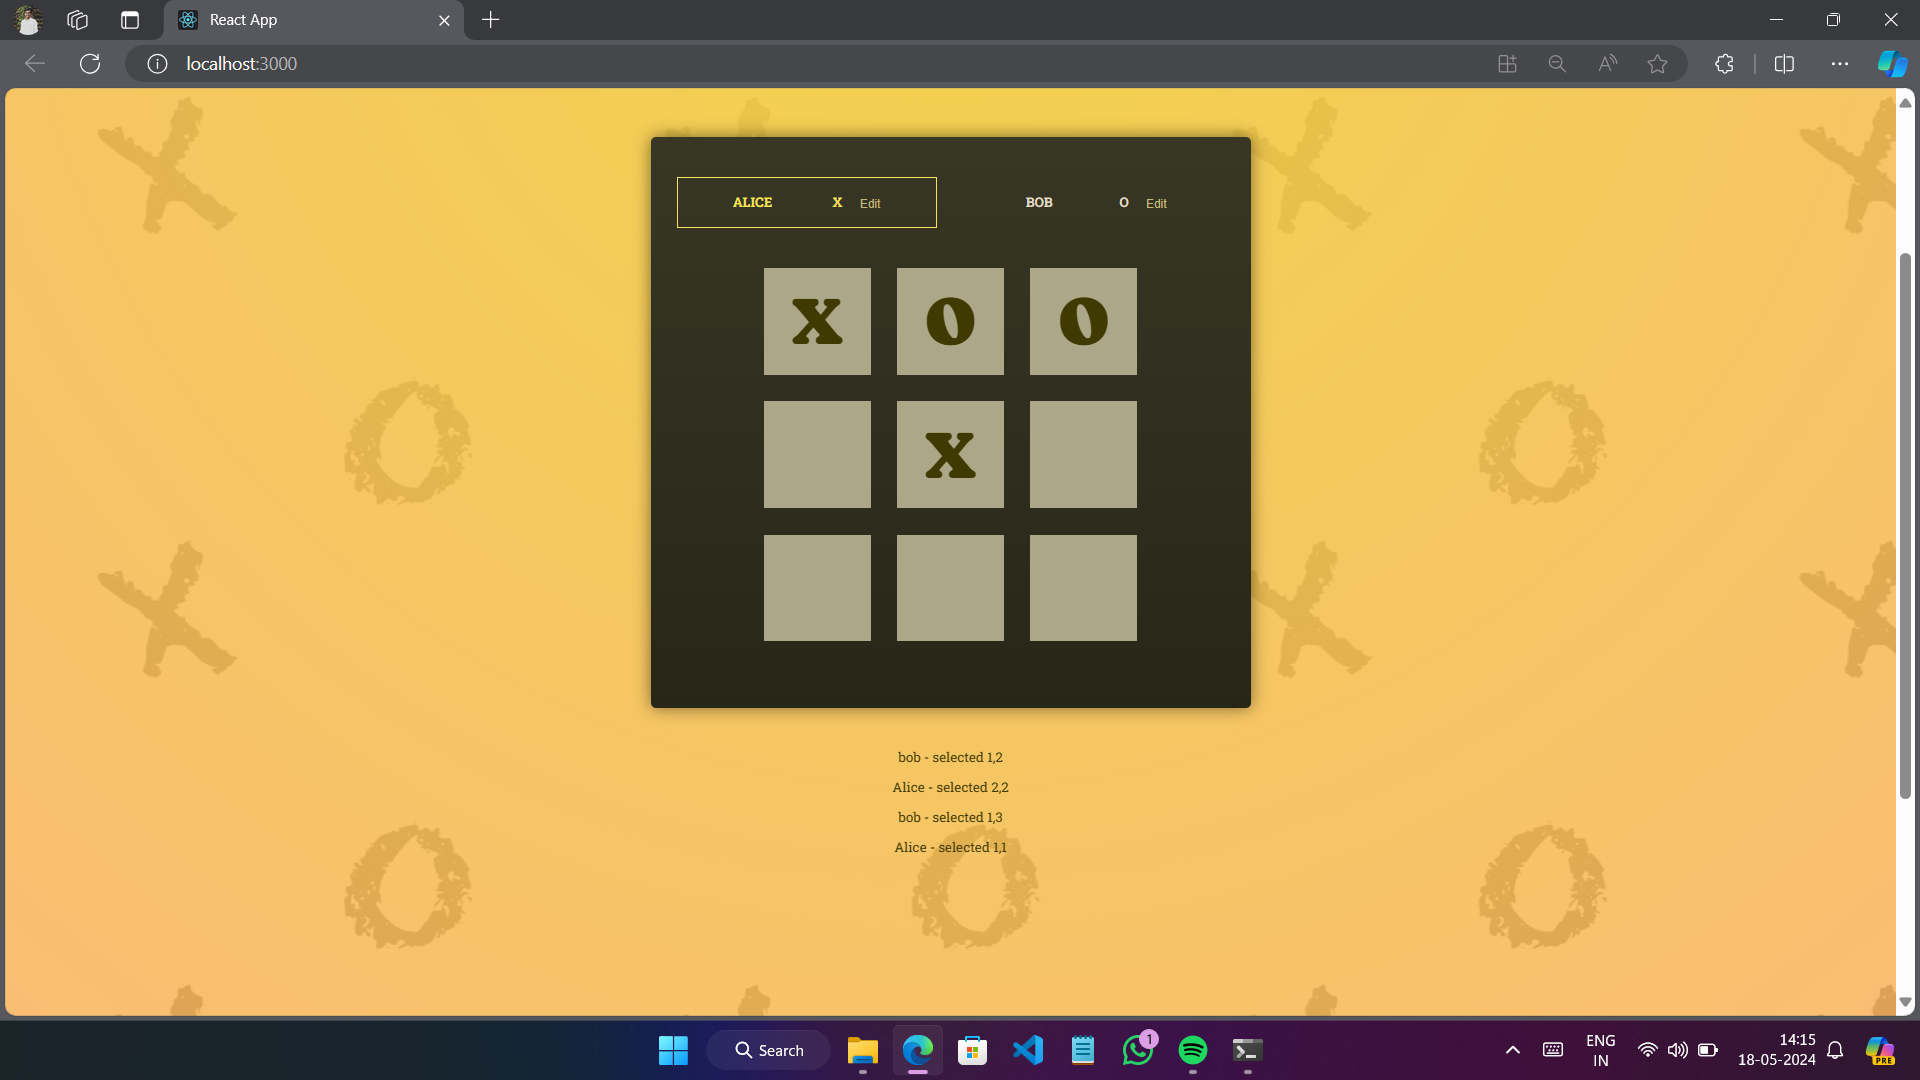 React App
localhost:3000
ALICE X Edit BOB O Edit
X O O
X
bob - selected 1,2
Alice - selected 2,2
bob - selected 1,3
Alice - selected 1,1
Search
1
ENG
IN
14:15
18-05-2024
PRE